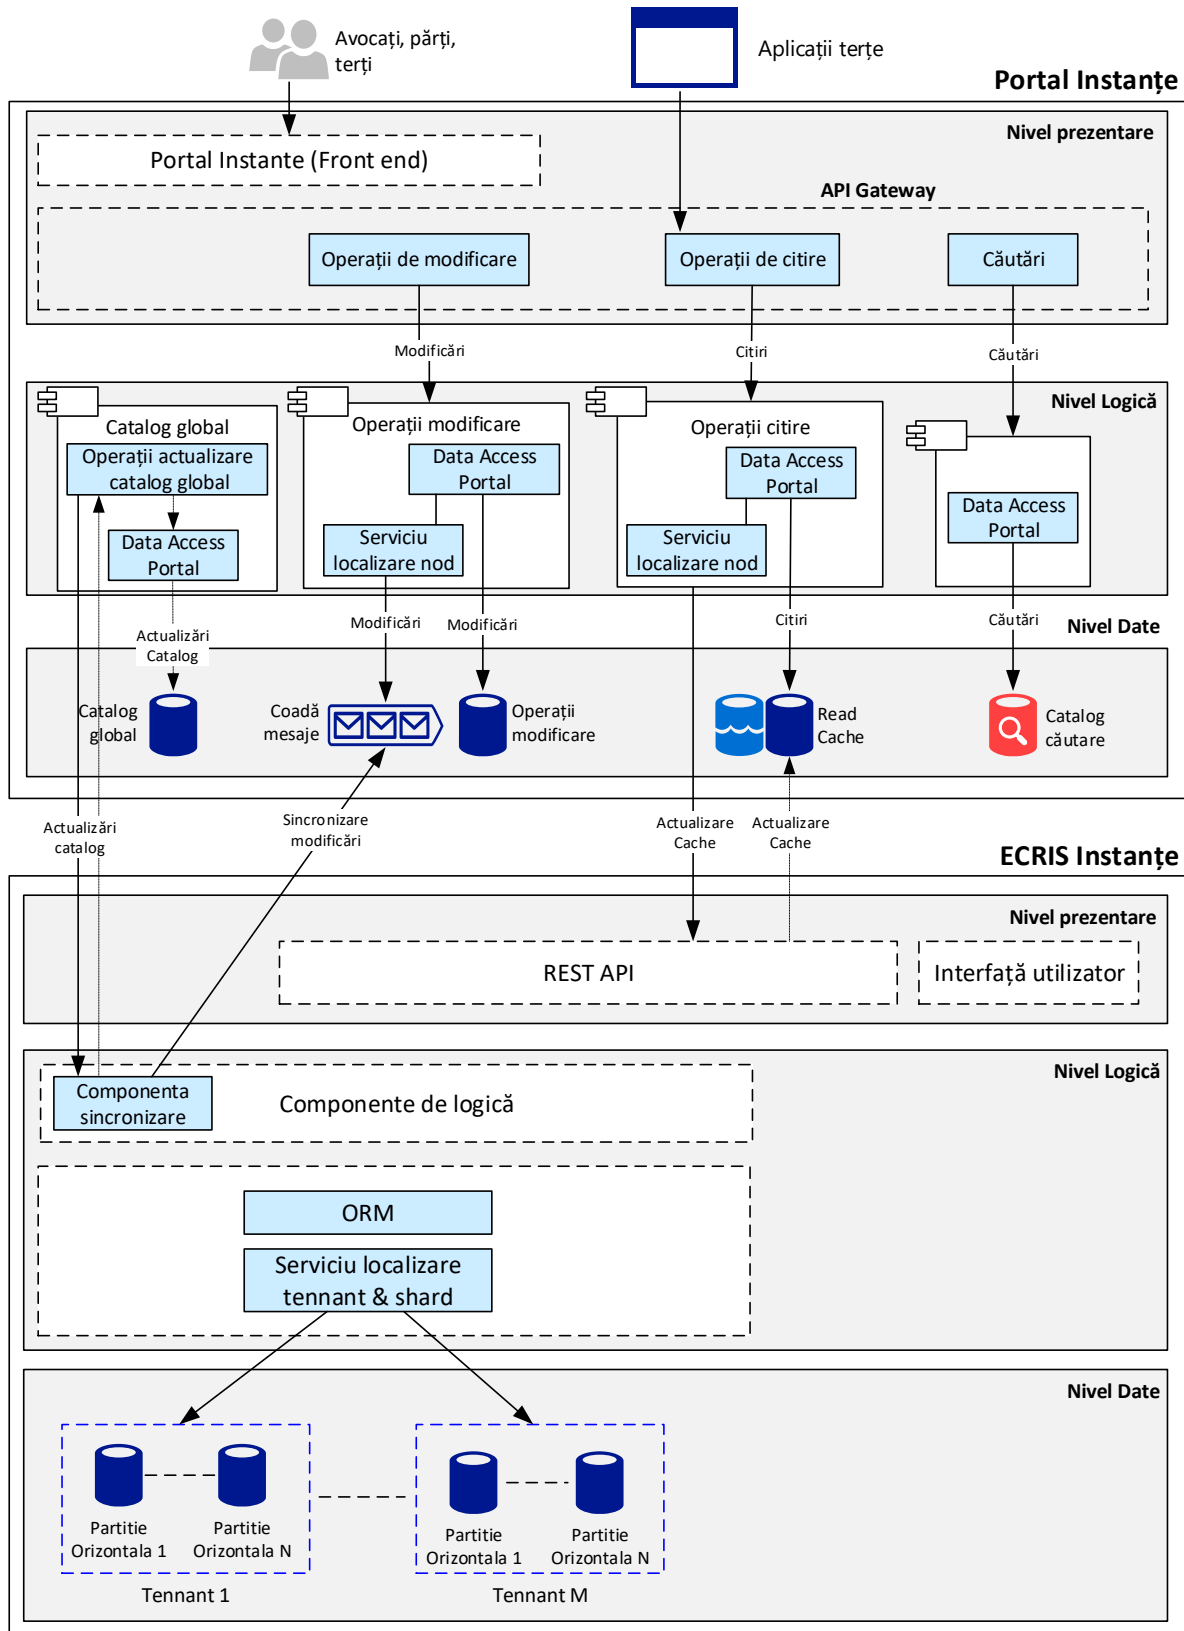 Avocați, părți,
terți
Aplicații terțe
Portal Instanțe
Nivel prezentare
Portal Instante (Front end)
API Gateway
Operații de modificare
Operații de citire
Căutări
Modificări
Citiri
Căutări
Nivel Logică
Catalog global
Operații actualizare
catalog global
Data Access
Portal
Operații modificare
Data Access
Portal
Serviciu
localizare nod
Operații citire
Data Access
Portal
Serviciu
localizare nod
Data Access
Portal
Actualizări
Catalog
Modificări
Modificări
Citiri
Căutări
Nivel Date
Catalog
global
Coadă
mesaje
Operații
modificare
Read
Cache
Catalog
căutare
Actualizări
catalog
Sincronizare
modificări
Actualizare
Cache
Actualizare
Cache
ECRIS Instanțe
Nivel prezentare
REST API
Interfață utilizator
Nivel Logică
Componenta
sincronizare
Componente de logică
ORM
Serviciu localizare
tennant & shard
Nivel Date
Partitie
Orizontala 1
Partitie
Orizontala N
Partitie
Orizontala 1
Partitie
Orizontala N
Tennant 1
Tennant M